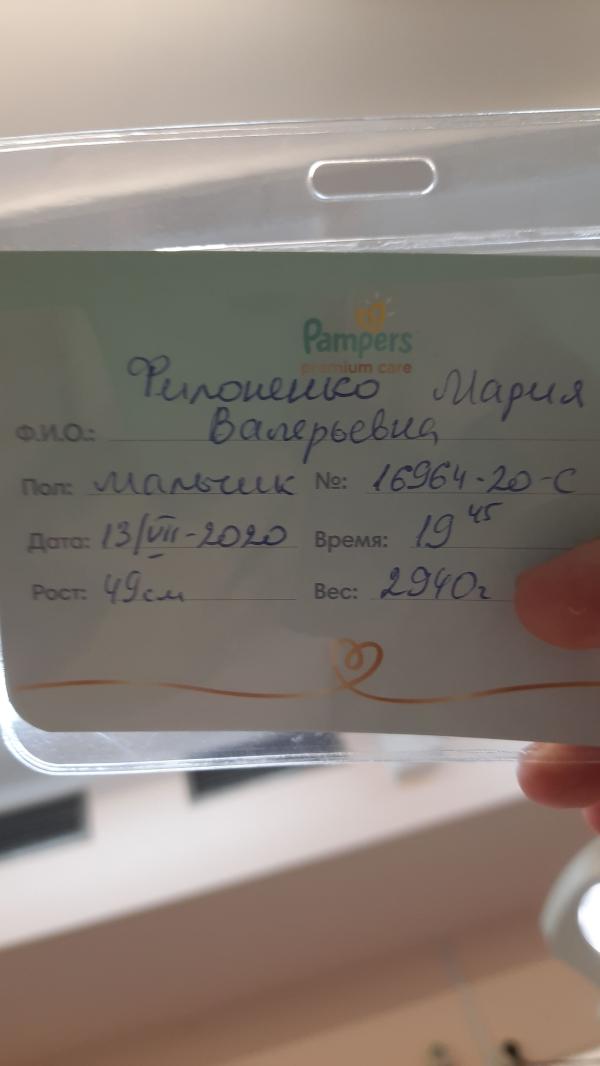 Pampers
premium care
Филоненко Мария
Ф.И.О.: Валерьевна
Пол: мальчик №: 16964-20-С
Дата: 13/VII-2020 Время: 19 45
Рост: 49см Вес: 2940г